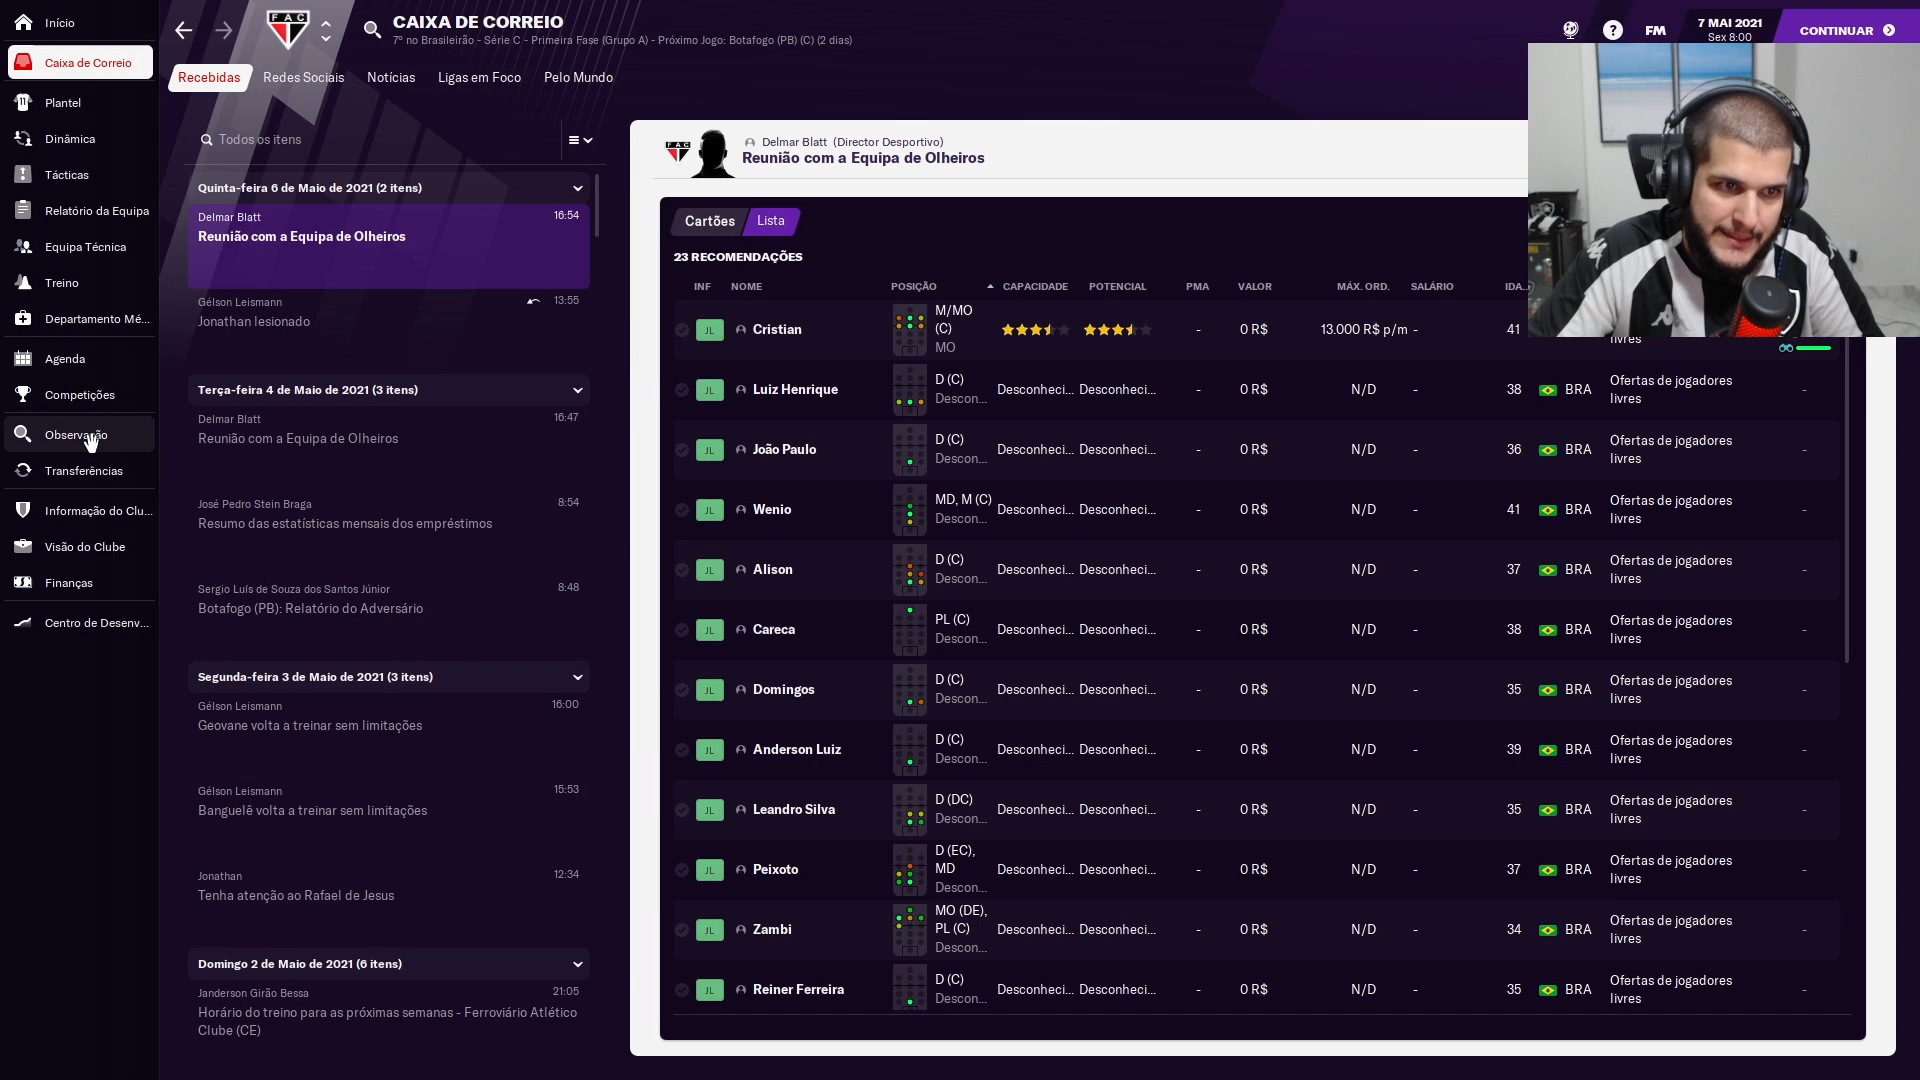 Início
Caixa de Correio
Plantel
Dinâmica
Tácticas
Relatório da Equipa
Equipa Técnica
Treino
Departamento Mé...
Agenda
Competições
Observação
Transferências
Informação do Clu...
Visão do Clube
Finanças
Centro de Desenv...
FAC
CAIXA DE CORREIO
7º no Brasileirão - Série C - Primeira Fase (Grupo A) - Próximo Jogo: Botafogo (PB) (C) (2 dias)
?
FM
7 MAI 2021
Sex 8:00
CONTINUAR
Recebidas
Redes Sociais
Notícias
Ligas em Foco
Pelo Mundo
Todos os itens
Quinta-feira 6 de Maio de 2021 (2 itens)
Delmar Blatt 16:54
Reunião com a Equipa de Olheiros
Gélson Leismann 13:55
Jonathan lesionado
Terça-feira 4 de Maio de 2021 (3 itens)
Delmar Blatt 16:47
Reunião com a Equipa de Olheiros
José Pedro Stein Braga 8:54
Resumo das estatísticas mensais dos empréstimos
Sergio Luís de Souza dos Santos Júnior 8:48
Botafogo (PB): Relatório do Adversário
Segunda-feira 3 de Maio de 2021 (3 itens)
Gélson Leismann 16:00
Geovane volta a treinar sem limitações
Gélson Leismann 15:53
Banguelê volta a treinar sem limitações
Jonathan 12:34
Tenha atenção ao Rafael de Jesus
Domingo 2 de Maio de 2021 (6 itens)
Janderson Girão Bessa 21:05
Horário do treino para as próximas semanas - Ferroviário Atlético
Clube (CE)
FAC
Delmar Blatt (Director Desportivo)
Reunião com a Equipa de Olheiros
Cartões
Lista
23 RECOMENDAÇÕES
INF NOME POSIÇÃO CAPACIDADE POTENCIAL PMA VALOR MÁX. ORD. SALÁRIO IDA...
JL Cristian M/MO (C) MO - 0 R$ 13.000 R$ p/m - 41 livres
JL Luiz Henrique D (C) Descon... Desconheci... Desconheci... - 0 R$ N/D - 38 BRA Ofertas de jogadores livres -
JL João Paulo D (C) Descon... Desconheci... Desconheci... - 0 R$ N/D - 36 BRA Ofertas de jogadores livres -
JL Wenio MD, M (C) Descon... Desconheci... Desconheci... - 0 R$ N/D - 41 BRA Ofertas de jogadores livres -
JL Alison D (C) Descon... Desconheci... Desconheci... - 0 R$ N/D - 37 BRA Ofertas de jogadores livres -
JL Careca PL (C) Descon... Desconheci... Desconheci... - 0 R$ N/D - 38 BRA Ofertas de jogadores livres -
JL Domingos D (C) Descon... Desconheci... Desconheci... - 0 R$ N/D - 35 BRA Ofertas de jogadores livres -
JL Anderson Luiz D (C) Descon... Desconheci... Desconheci... - 0 R$ N/D - 39 BRA Ofertas de jogadores livres -
JL Leandro Silva D (DC) Descon... Desconheci... Desconheci... - 0 R$ N/D - 35 BRA Ofertas de jogadores livres -
JL Peixoto D (EC), MD Descon... Desconheci... Desconheci... - 0 R$ N/D - 37 BRA Ofertas de jogadores livres -
JL Zambi MO (DE), PL (C) Descon... Desconheci... Desconheci... - 0 R$ N/D - 34 BRA Ofertas de jogadores livres -
JL Reiner Ferreira D (C) Descon... Desconheci... Desconheci... - 0 R$ N/D - 35 BRA Ofertas de jogadores livres -